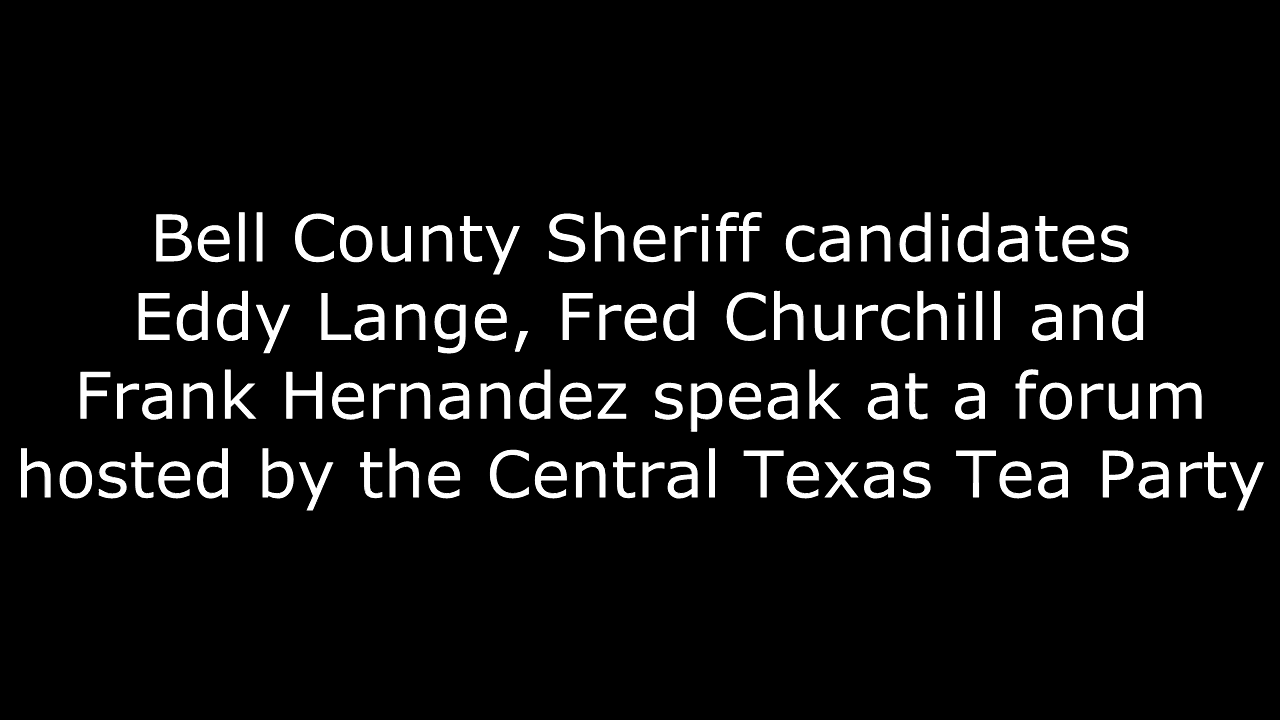 Bell County Sheriff candidates
Eddy Lange, Fred Churchill and
Frank Hernandez speak at a forum
hosted by the Central Texas Tea Party